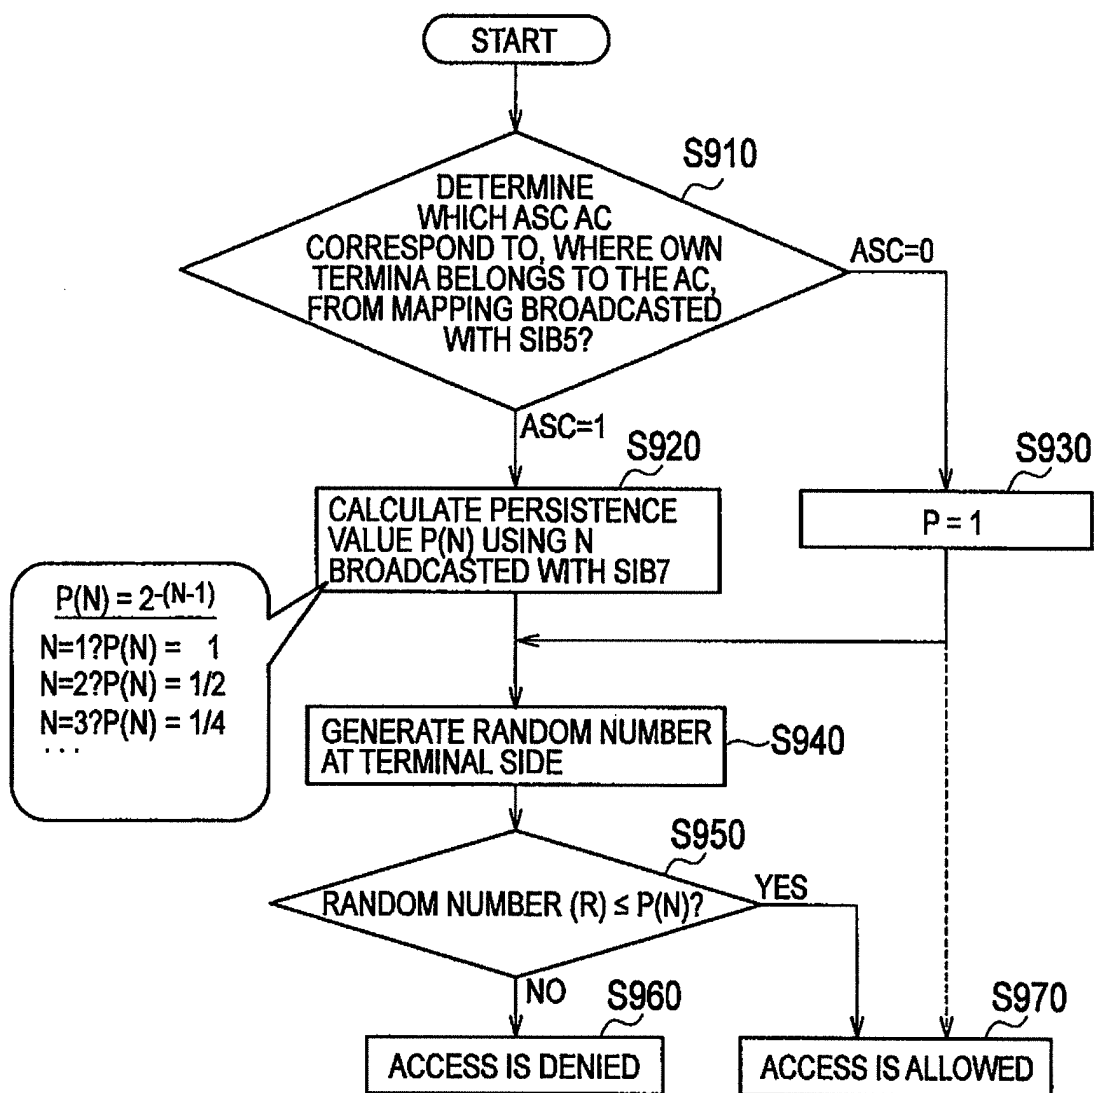 START
S910
DETERMINE
WHICH ASC AC
CORRESPOND TO, WHERE OWN
TERMINA BELONGS TO THE AC,
FROM MAPPING BROADCASTED
WITH SIB5?
ASC=0
ASC=1
S920
S930
CALCULATE PERSISTENCE
VALUE P(N) USING N
BROADCASTED WITH SIB7
P = 1
P(N) = 2-(N-1)
N=1?P(N) = 1
N=2?P(N) = 1/2
N=3?P(N) = 1/4
...
GENERATE RANDOM NUMBER
AT TERMINAL SIDE
S940
S950
RANDOM NUMBER (R) ≤ P(N)?
YES
NO
S960
S970
ACCESS IS DENIED
ACCESS IS ALLOWED